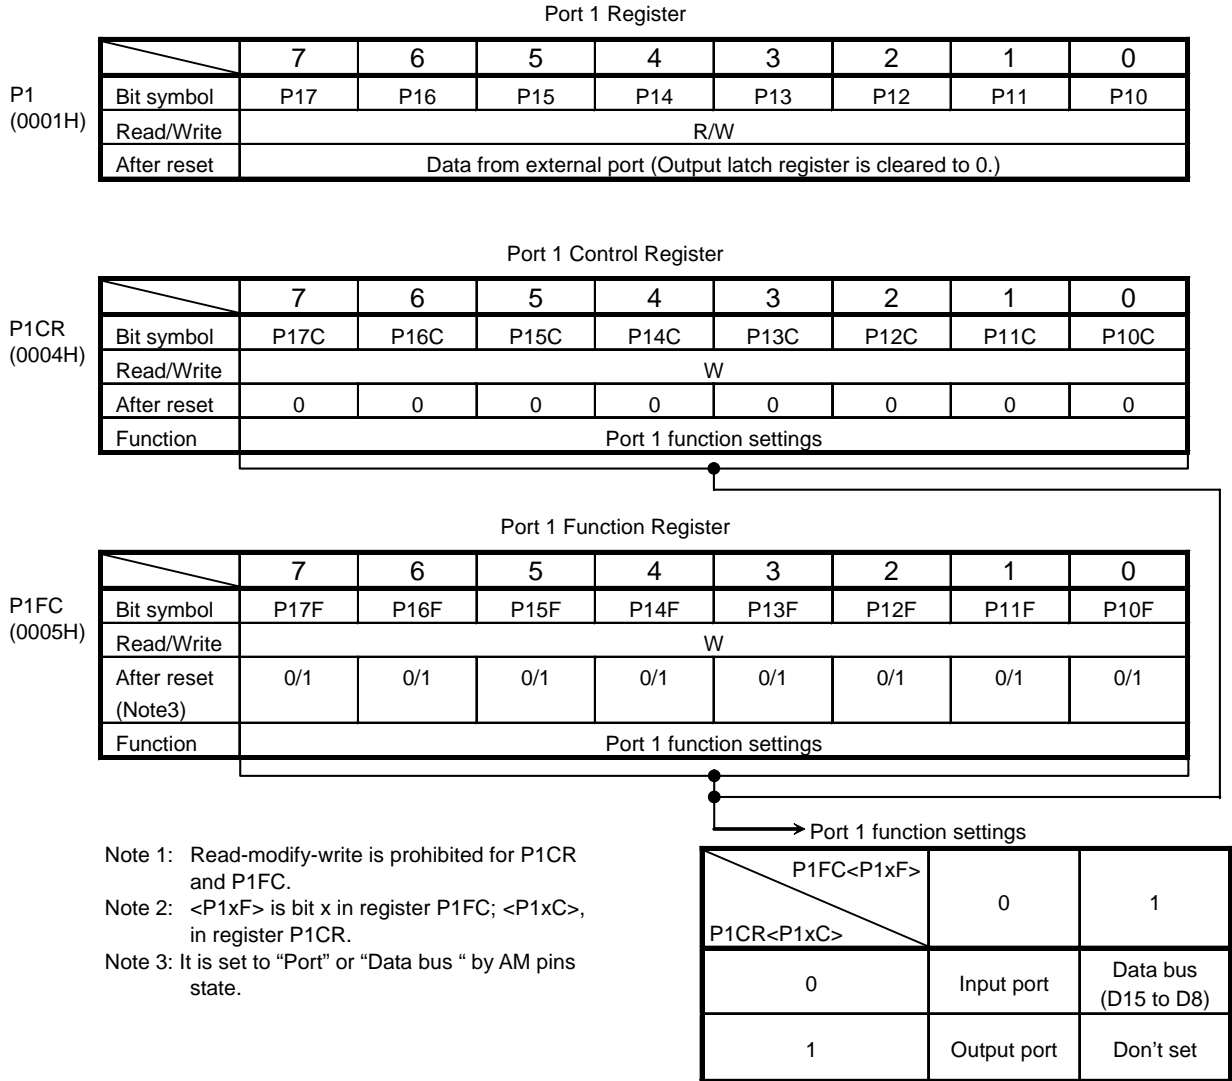 Port 1 Register
7 6 5 4 3 2 1 0
P1
(0001H)
Bit symbol P17 P16 P15 P14 P13 P12 P11 P10
Read/Write R/W
After reset Data from external port (Output latch register is cleared to 0.)
Port 1 Control Register
7 6 5 4 3 2 1 0
P1CR
(0004H)
Bit symbol P17C P16C P15C P14C P13C P12C P11C P10C
Read/Write W
After reset 0 0 0 0 0 0 0 0
Function Port 1 function settings
Port 1 Function Register
7 6 5 4 3 2 1 0
P1FC
(0005H)
Bit symbol P17F P16F P15F P14F P13F P12F P11F P10F
Read/Write W
After reset 0/1 0/1 0/1 0/1 0/1 0/1 0/1 0/1
(Note3)
Function Port 1 function settings
Note 1: Read-modify-write is prohibited for P1CR
and P1FC.
Note 2: <P1xF> is bit x in register P1FC; <P1xC>,
in register P1CR.
Note 3: It is set to “Port” or “Data bus “ by AM pins
state.
Port 1 function settings
P1FC<P1xF> 0 1
P1CR<P1xC>
0 Input port Data bus
(D15 to D8)
1 Output port Don’t set